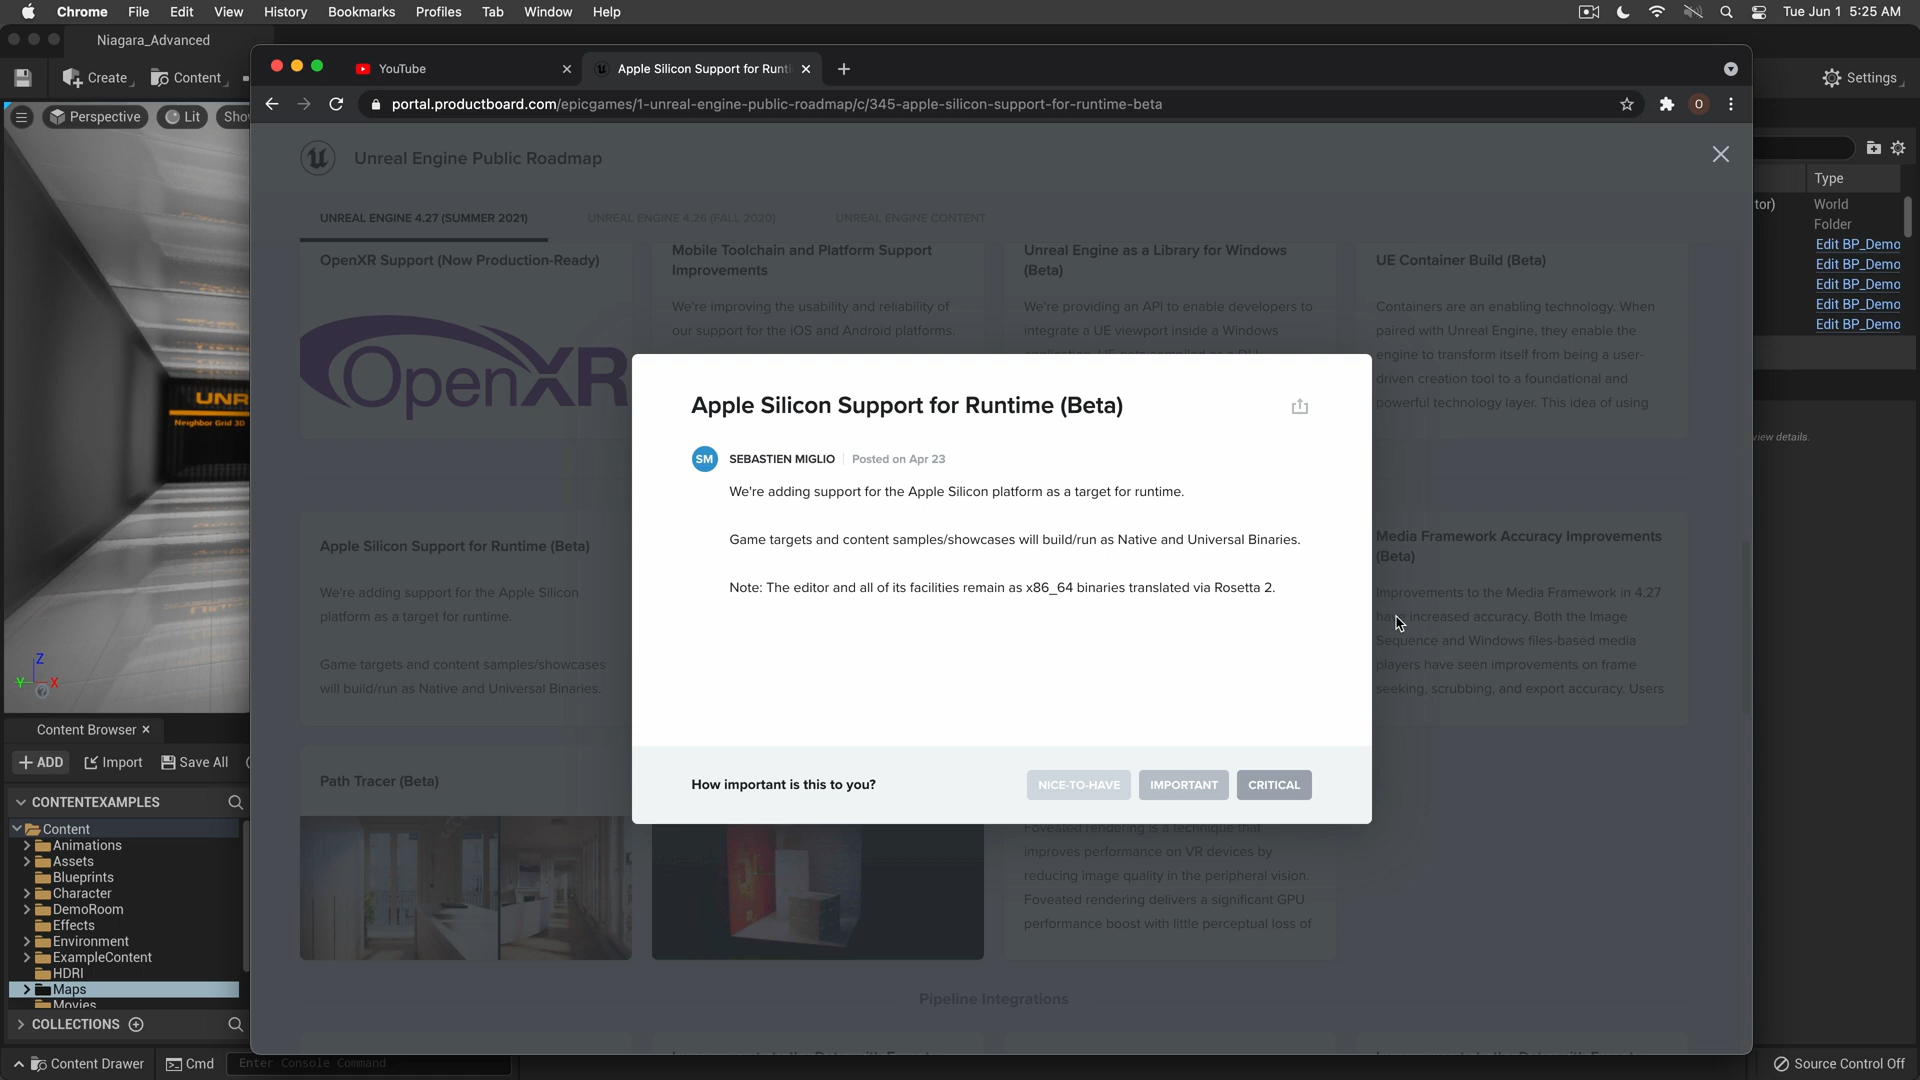 Chrome File Edit View History Bookmarks Profiles Tab Window Help
Tue Jun 1 5:25 AM
Niagara_Advanced
Create
Content
Settings
YouTube
Apple Silicon Support for Runti
portal.productboard.com/epicgames/1-unreal-engine-public-roadmap/c/345-apple-silicon-support-for-runtime-beta
O
Perspective
Lit
Sho
Unreal Engine Public Roadmap
UNREAL ENGINE 4.27 (SUMMER 2021)
UNREAL ENGINE 4.26 (FALL 2020)
UNREAL ENGINE CONTENT
Type
tor) World
Folder
Edit BP_Demo
Edit BP_Demo
Edit BP_Demo
Edit BP_Demo
Edit BP_Demo
view details.
OpenXR Support (Now Production-Ready)
OpenXR
Mobile Toolchain and Platform Support
Improvements
We're improving the usability and reliability of
our support for the iOS and Android platforms.
Unreal Engine as a Library for Windows
(Beta)
We're providing an API to enable developers to
integrate a UE viewport inside a Windows
UE Container Build (Beta)
Containers are an enabling technology. When
paired with Unreal Engine, they enable the
engine to transform itself from being a user-
driven creation tool to a foundational and
powerful technology layer. This idea of using
UNR
Neighbor Grid 3D
Apple Silicon Support for Runtime (Beta)
SM SEBASTIEN MIGLIO Posted on Apr 23
We're adding support for the Apple Silicon platform as a target for runtime.
Game targets and content samples/showcases will build/run as Native and Universal Binaries.
Note: The editor and all of its facilities remain as x86_64 binaries translated via Rosetta 2.
How important is this to you?
NICE-TO-HAVE
IMPORTANT
CRITICAL
Apple Silicon Support for Runtime (Beta)
We're adding support for the Apple Silicon
platform as a target for runtime.
Game targets and content samples/showcases
will build/run as Native and Universal Binaries.
Media Framework Accuracy Improvements
(Beta)
Improvements to the Media Framework in 4.27
have increased accuracy. Both the Image
Sequence and Windows files-based media
players have seen improvements on frame
seeking, scrubbing, and export accuracy. Users
Path Tracer (Beta)
Foveated rendering is a technique that
improves performance on VR devices by
reducing image quality in the peripheral vision.
Foveated rendering delivers a significant GPU
performance boost with little perceptual loss of
Pipeline Integrations
Z
Y
X
Content Browser
ADD
Import
Save All
CONTENTEXAMPLES
Content
Animations
Assets
Blueprints
Character
DemoRoom
Effects
Environment
ExampleContent
HDRI
Maps
Movies
COLLECTIONS
Content Drawer
Cmd
Enter Console Command
Source Control Off